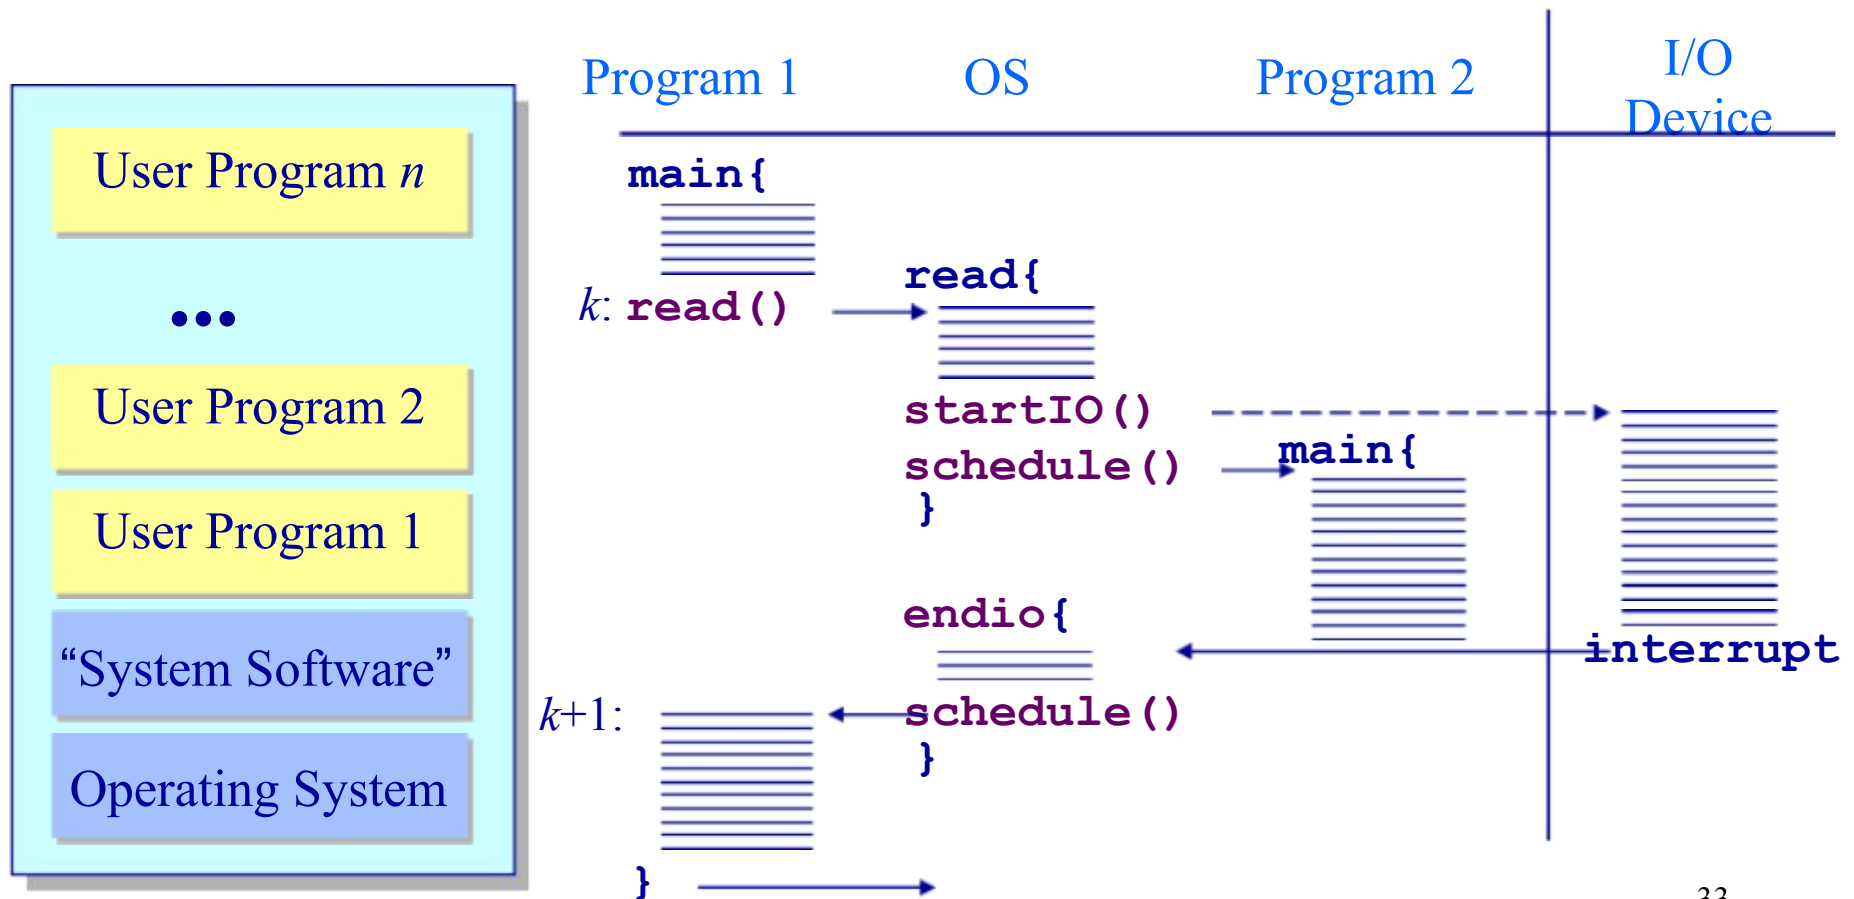 User Program n
•••
User Program 2
User Program 1
“System Software”
Operating System
Program 1
OS
Program 2
I/O
Device
main{
k: read()
read{
startIO()
schedule()
}
main{
interrupt
endio{
schedule()
}
k+1:
}
33